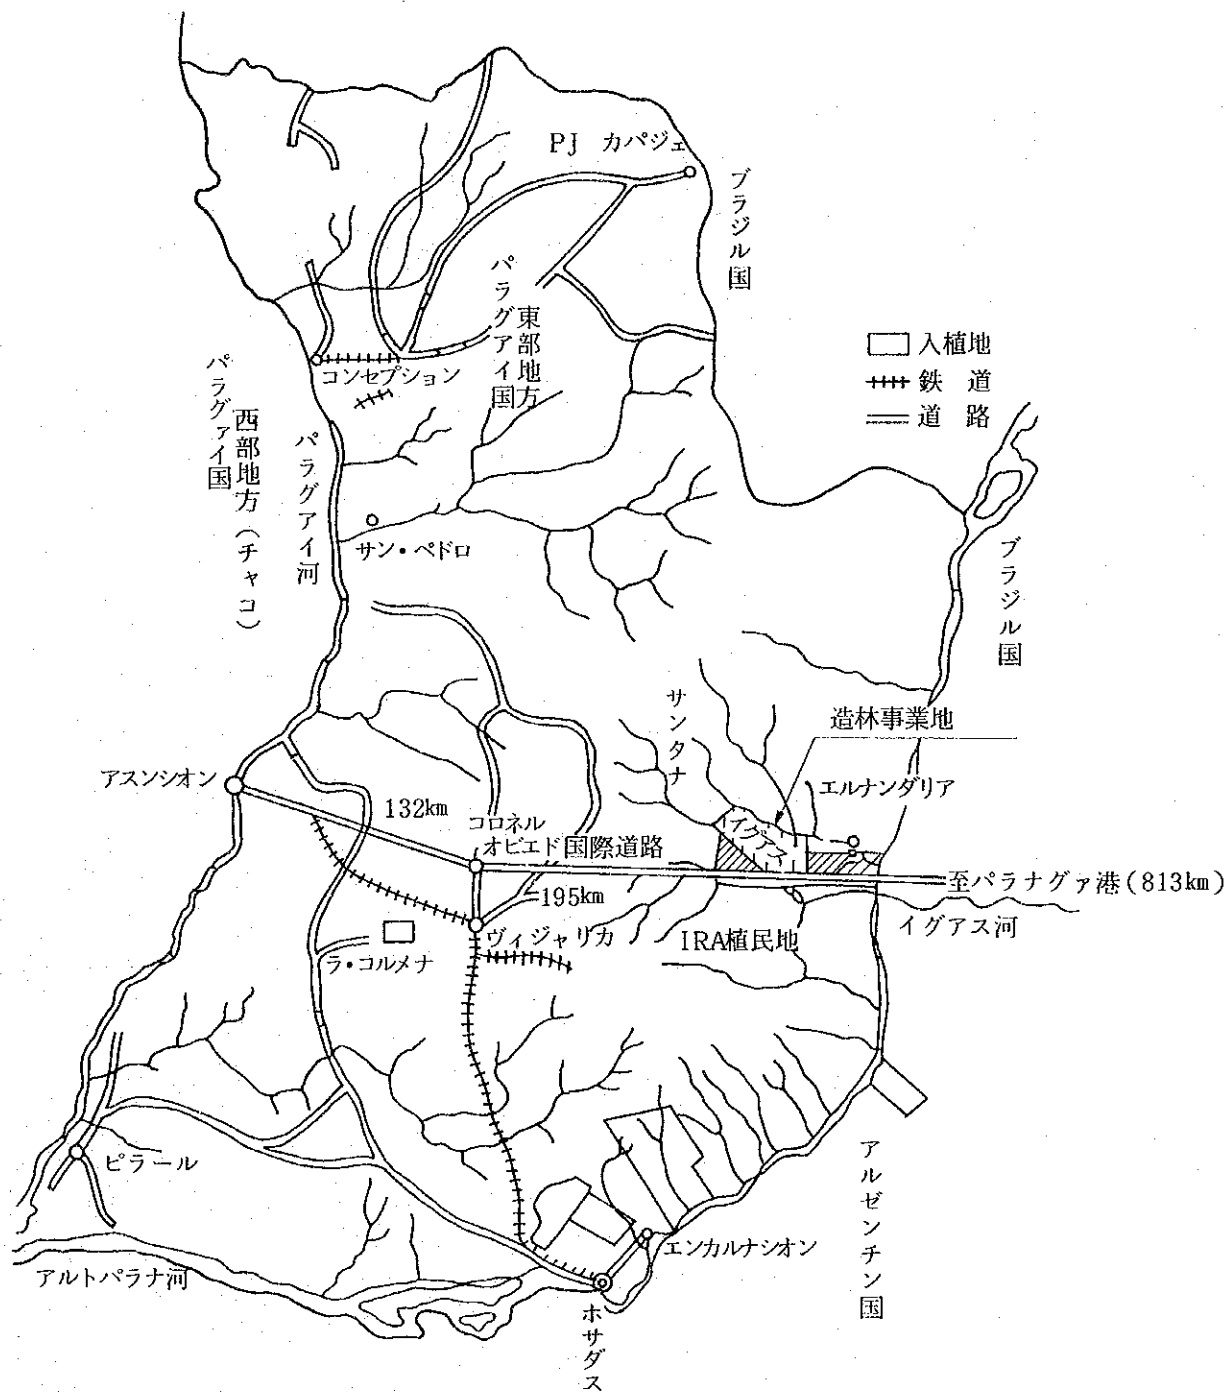 PJ カパジェ
ブラジル国
パラグアイ国
東部地方
入植地
鉄 道
道 路
コンセプション
パラグァイ国
西部地方(チャコ)
パラグアイ河
サン・ペドロ
ブラジル国
サンタナ
造林事業地
アスンシオン
エルナンダリア
132km
コロネル
オビエド
国際道路
イグアス
至パラナグァ港(813km)
195km
イグアス河
ヴィジャリカ
IRA植民地
ラ・コルメナ
ピラール
アルゼンチン国
エンカルナシオン
アルトパラナ河
ホサダス